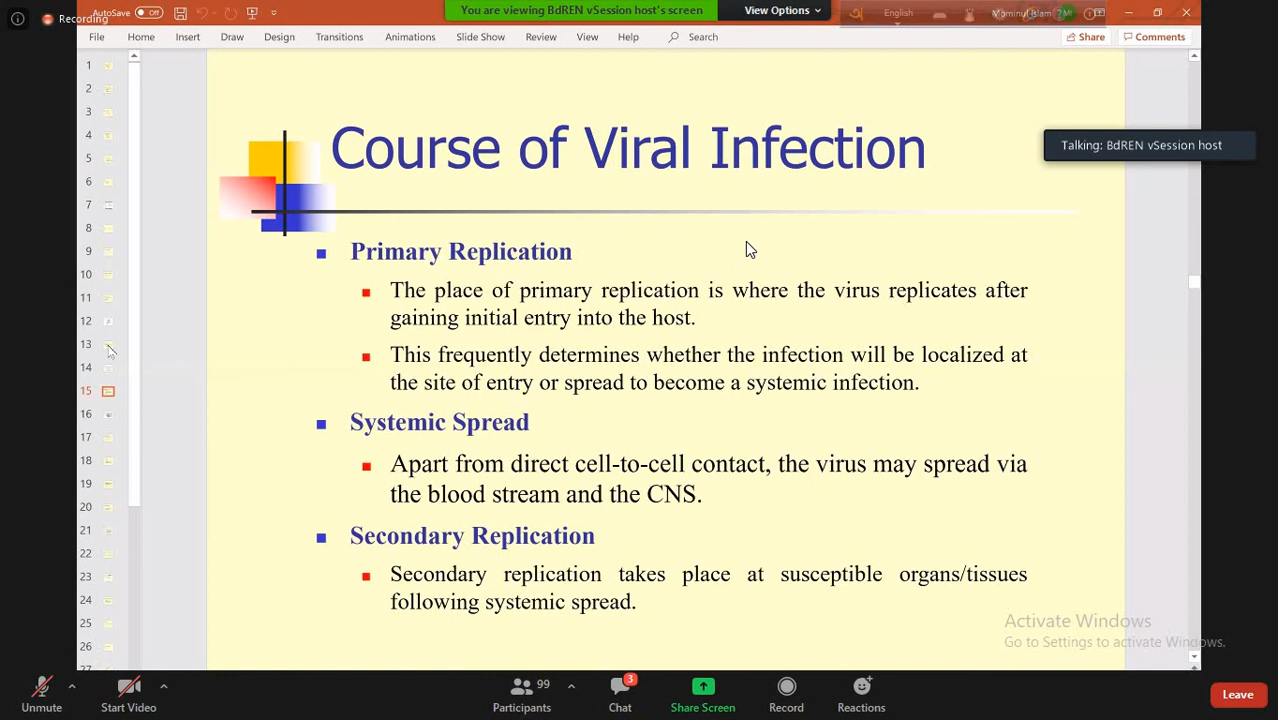 AutoSave Off
Recording
You are viewing BdREN vSession host's screen
View Options
English
Mominul Islam
File Home Insert Draw Design Transitions Animations Slide Show Review View Help Search Share Comments
Talking: BdREN vSession host
1
2
3
4
5
6
7
8
9
10
11
12
13
14
15
16
17
18
19
20
21
22
23
24
25
26
27
Course of Viral Infection
Primary Replication
The place of primary replication is where the virus replicates after
gaining initial entry into the host.
This frequently determines whether the infection will be localized at
the site of entry or spread to become a systemic infection.
Systemic Spread
Apart from direct cell-to-cell contact, the virus may spread via
the blood stream and the CNS.
Secondary Replication
Secondary replication takes place at susceptible organs/tissues
following systemic spread.
Activate Windows
Go to Settings to activate Windows.
99
3
Unmute Start Video Participants Chat Share Screen Record Reactions Leave